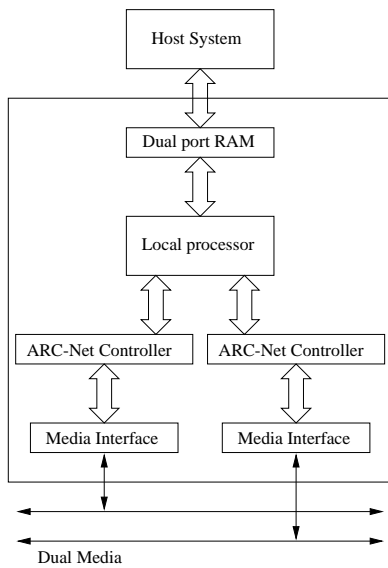 Host System
Dual port RAM
Local processor
ARC-Net Controller
ARC-Net Controller
Media Interface
Media Interface
Dual Media